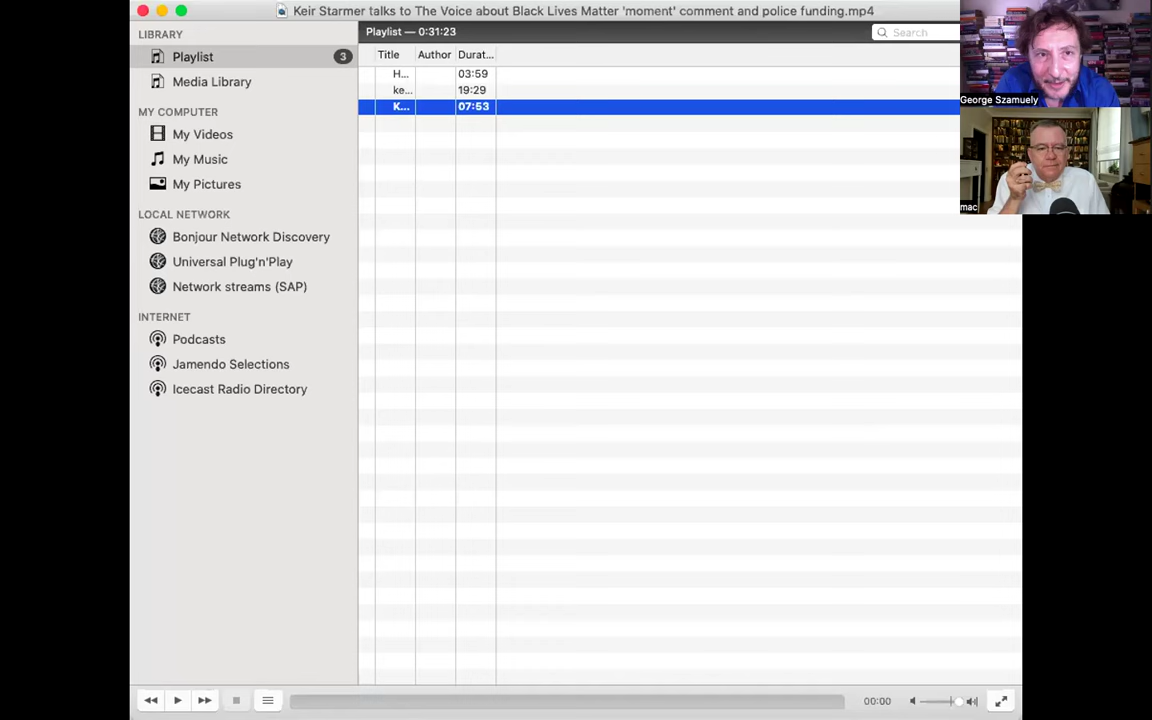 Keir Starmer talks to The Voice about Black Lives Matter 'moment' comment and police funding.mp4
LIBRARY
Playlist 3
Media Library
MY COMPUTER
My Videos
My Music
My Pictures
LOCAL NETWORK
Bonjour Network Discovery
Universal Plug'n'Play
Network streams (SAP)
INTERNET
Podcasts
Jamendo Selections
Icecast Radio Directory
Playlist — 0:31:23
Search
Title Author Durat...
H... 03:59
ke... 19:29
K... 07:53
George Szamuely
mac
00:00